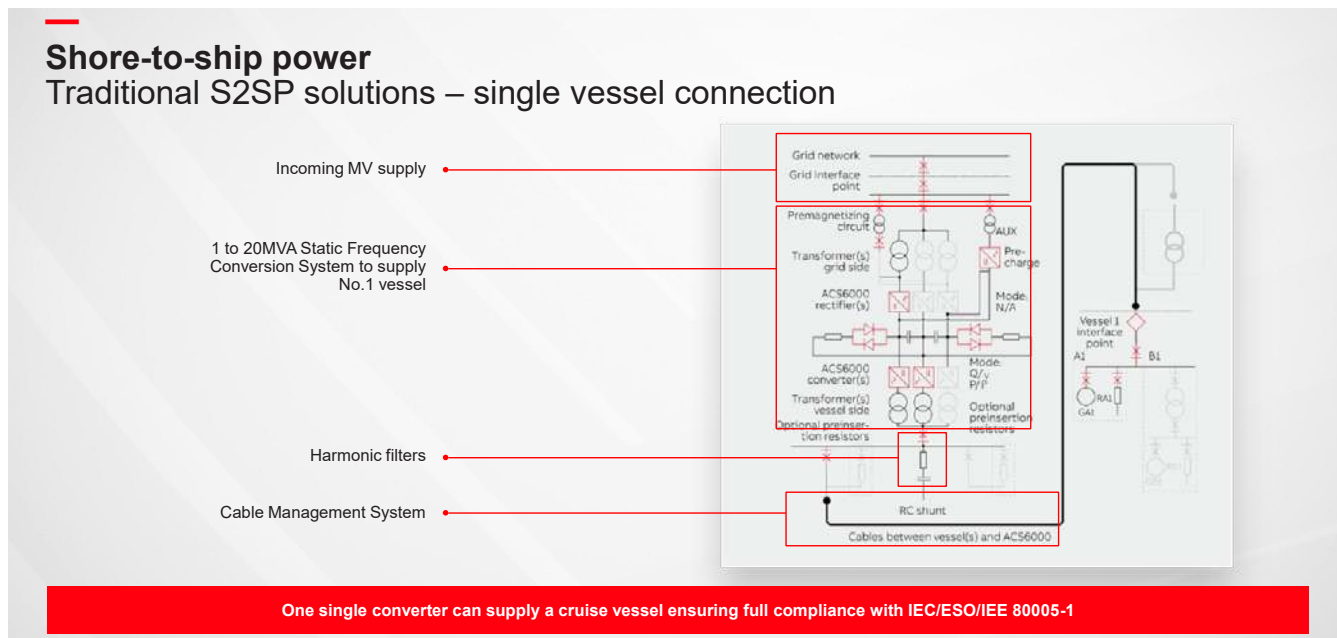 Shore-to-ship power
Traditional S2SP solutions – single vessel connection
Incoming MV supply
1 to 20MVA Static Frequency
Conversion System to supply
No.1 vessel
Harmonic filters
Cable Management System
Grid network
Grid interface
point
Premagnetizing
circuit
AUX
Transformer(s)
grid side
Pre-
charge
ACS6000
rectifier(s)
Mode:
N/A
ACS6000
converter(s)
Mode:
Q/V
P/F
Transformer(s)
vessel side
Optional
preinsertion
resistors
Optional preinser-
tion resistors
RC shunt
Cables between vessel(s) and ACS6000
Vessel 1
interface
point
A1
B1
RA1
GA1
One single converter can supply a cruise vessel ensuring full compliance with IEC/ESO/IEE 80005-1